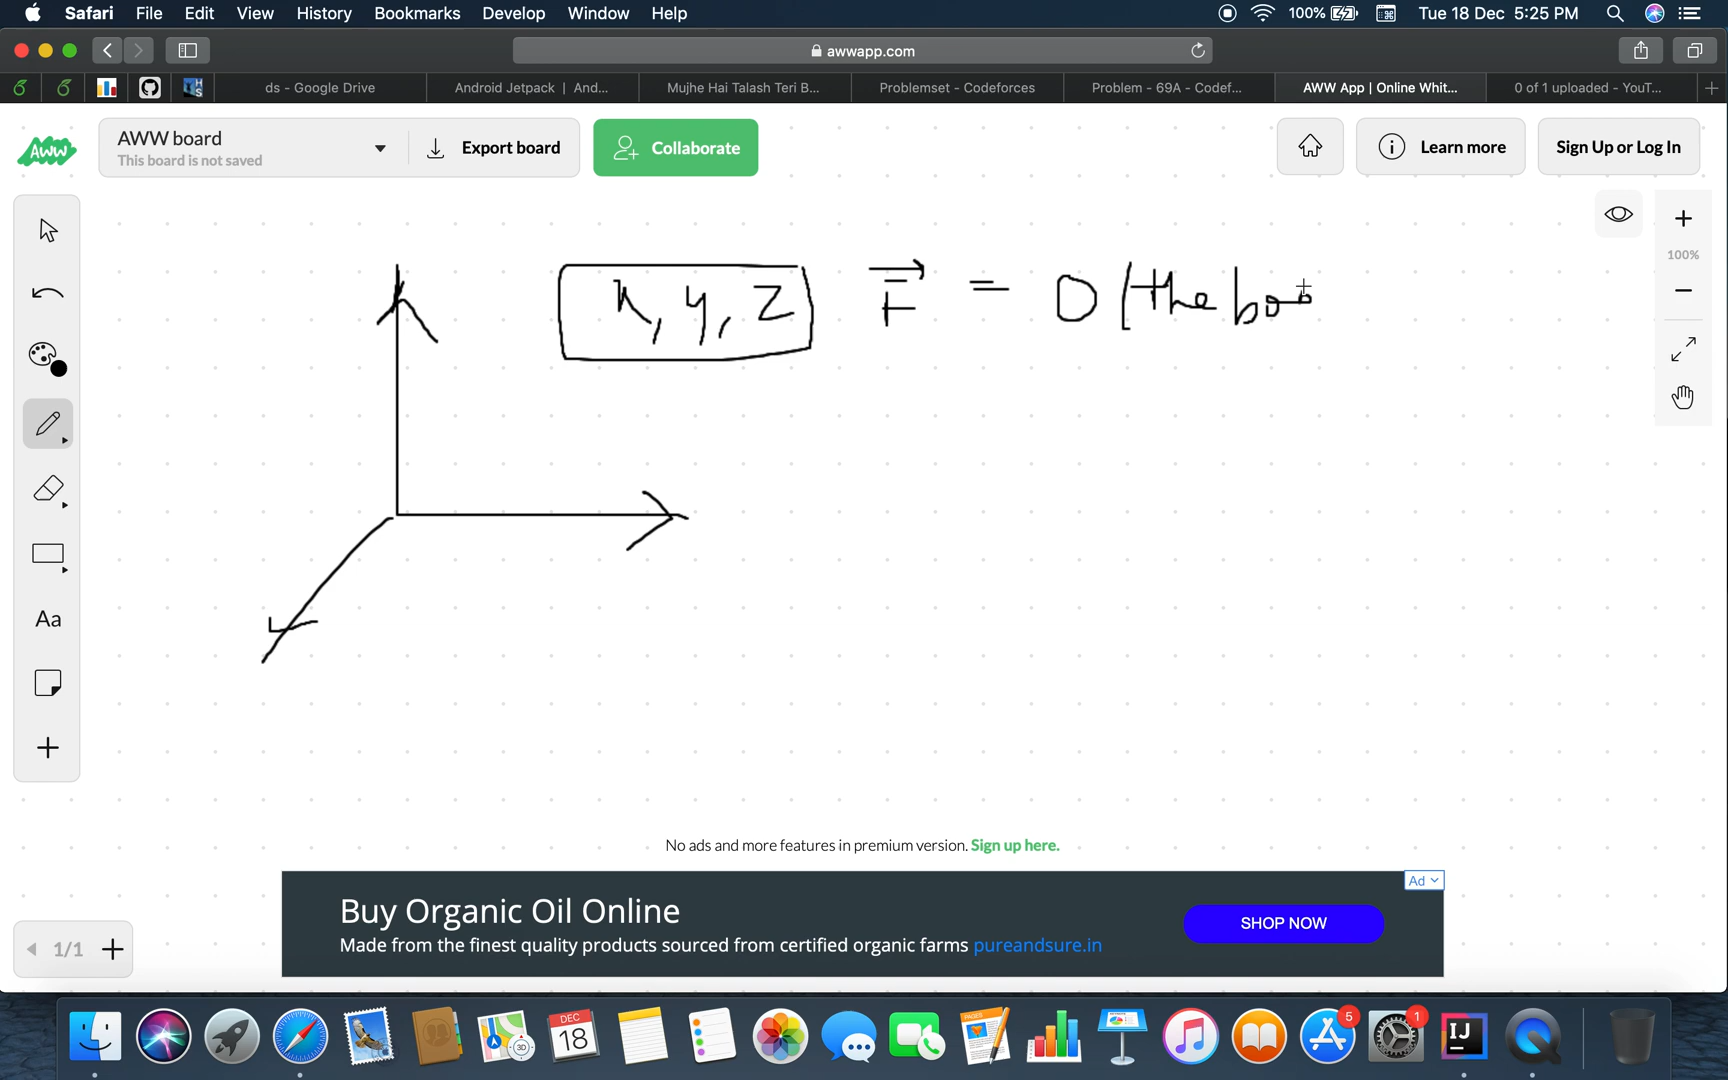 Safari File Edit View History Bookmarks Develop Window Help 100% Tue 18 Dec 5:25 PM
awwapp.com
ds - Google Drive Android Jetpack | And... Mujhe Hai Talash Teri B... Problemset - Codeforces Problem - 69A - Codef... AWW App | Online Whit... 0 of 1 uploaded - YouT...
AWW
AWW board
This board is not saved
Export board
Collaborate
Learn more
Sign Up or Log In
100%
x, y, z F = 0 (the bo
Aa
No ads and more features in premium version. Sign up here.
Ad
Buy Organic Oil Online
Made from the finest quality products sourced from certified organic farms pureandsure.in
SHOP NOW
1/1
DEC
18
3D
5
1
IJ